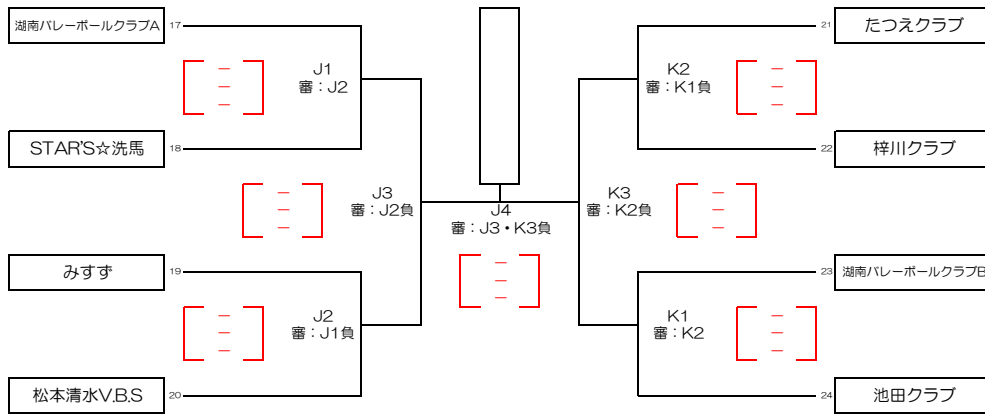 湖南バレーボールクラブA 17
21 たつえクラブ
J1
審：J2
K2
審：K1負
STAR'S☆洗馬 18
22 梓川クラブ
J3
審：J2負
K3
審：K2負
J4
審：J3・K3負
みすず 19
23 湖南バレーボールクラブB
J2
審：J1負
K1
審：K2
松本清水V.B.S 20
24 池田クラブ